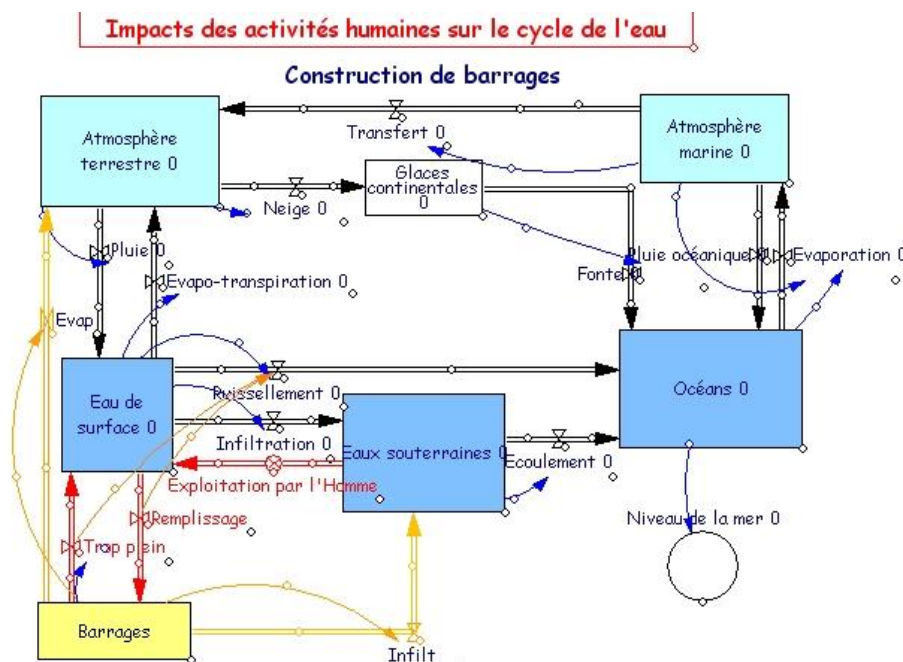 Impacts des activités humaines sur le cycle de l'eau
Construction de barrages
Atmosphère
terrestre 0
Transfert 0
Atmosphère
marine 0
Glaces
continentales
0
Neige 0
Pluie 0
Evapo-transpiration 0
Fonte
Pluie océanique 0
Evaporation 0
Evap
Eau de
surface 0
Ruissellement 0
Infiltration 0
Océans 0
Eaux souterraines 0
Ecoulement 0
Exploitation par l'Homme
Remplissage
Trop plein
Niveau de la mer 0
Barrages
Infilt